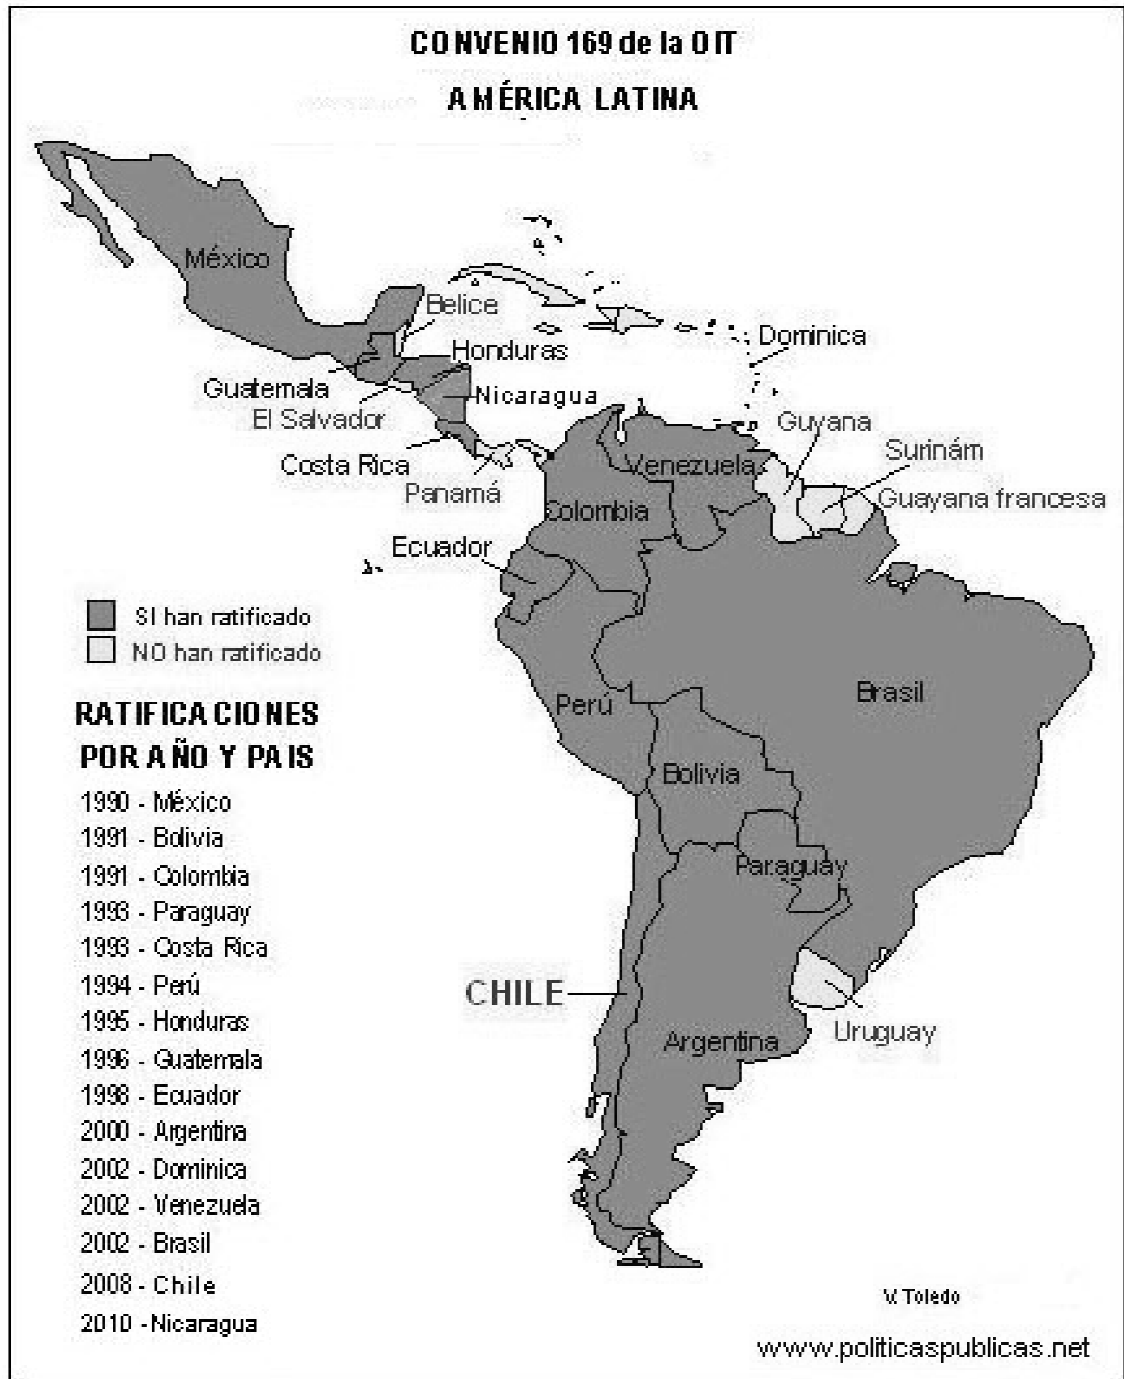 CONVENIO 169 de la OIT
AMÉRICA LATINA
México
Belice
Honduras
Dominica
Guatemala
Nicaragua
El Salvador
Guyana
Costa Rica
Venezuela
Surinám
Panamá
Guayana francesa
Colombia
Ecuador
SI han ratificado
NO han ratificado
Brasil
Perú
RATIFICACIONES
POR AÑO Y PAIS
Bolivia
1990 - México
1991 - Bolivia
1991 - Colombia
1993 - Paraguay
1993 - Costa Rica
1994 - Perú
1995 - Honduras
1996 - Guatemala
1998 - Ecuador
2000 - Argentina
2002 - Dominica
2002 - Venezuela
2002 - Brasil
2008 - Chile
2010 -Nicaragua
Paraguay
CHILE
Uruguay
Argentina
V. Toledo
www.politicaspublicas.net